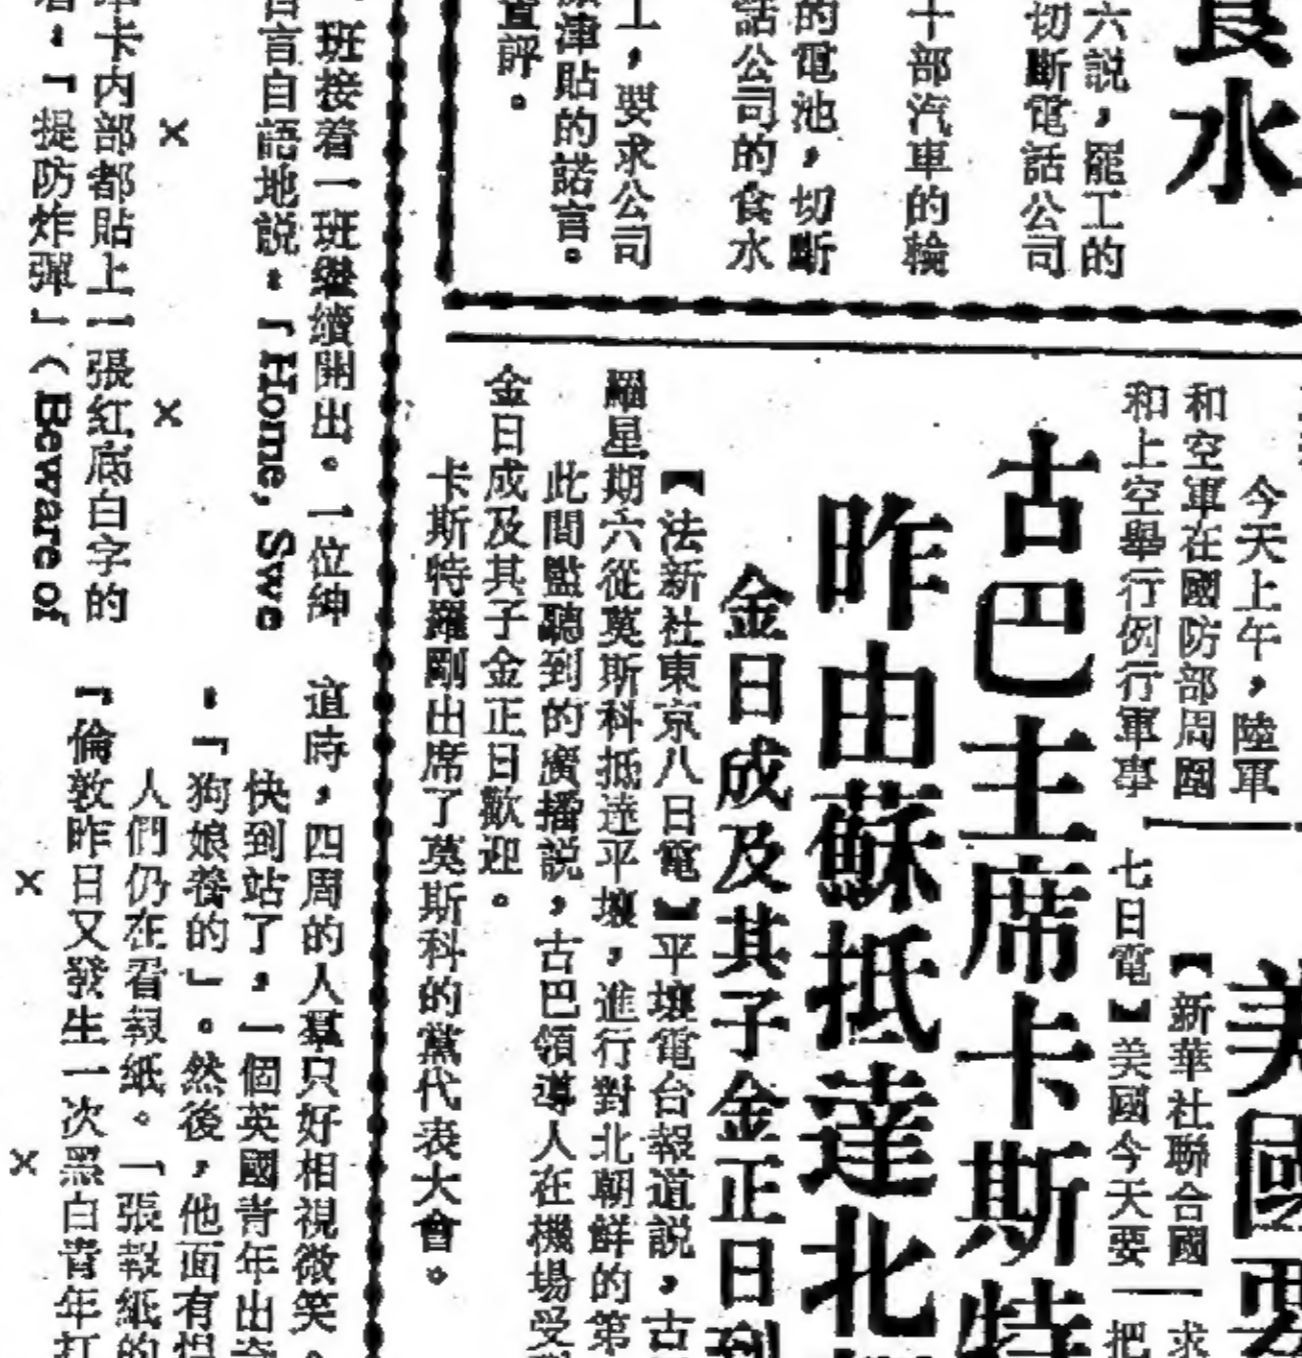 食水
六説，罷工的
切斷電話公司
十部汽車的輪
的電池，切斷
話公司的食水
工，要求公司
津貼的諾言。
評。
今天上午，陸軍
和空軍在國防部周圍
和上空舉行例行軍事
美國要
【新華社聯合國
七日電】美國今天要
求
把
古巴主席卡斯特
昨由蘇抵達北
金日成及其子金正日到
【法新社東京八日電】平壤電台報道説，古
羅星期六從莫斯科抵達平壤，進行對北朝鮮的第
此間監聽到的廣播説，古巴領導人在機場受
金日成及其子金正日歡迎。
卡斯特羅剛出席了莫斯科的黨代表大會。
班接着一班繼續開出。一位紳
言自語地説：「Home, Swe
卡内部都貼上一張紅底白字的
：「提防炸彈」（Beware of
這時，四周的人羣只好相視微笑。
快到站了，一個英國青年出
：「狗娘養的」。然後，他面有
人們仍在看報紙。一張報紙的
「倫敦昨日又發生一次黑白青年打